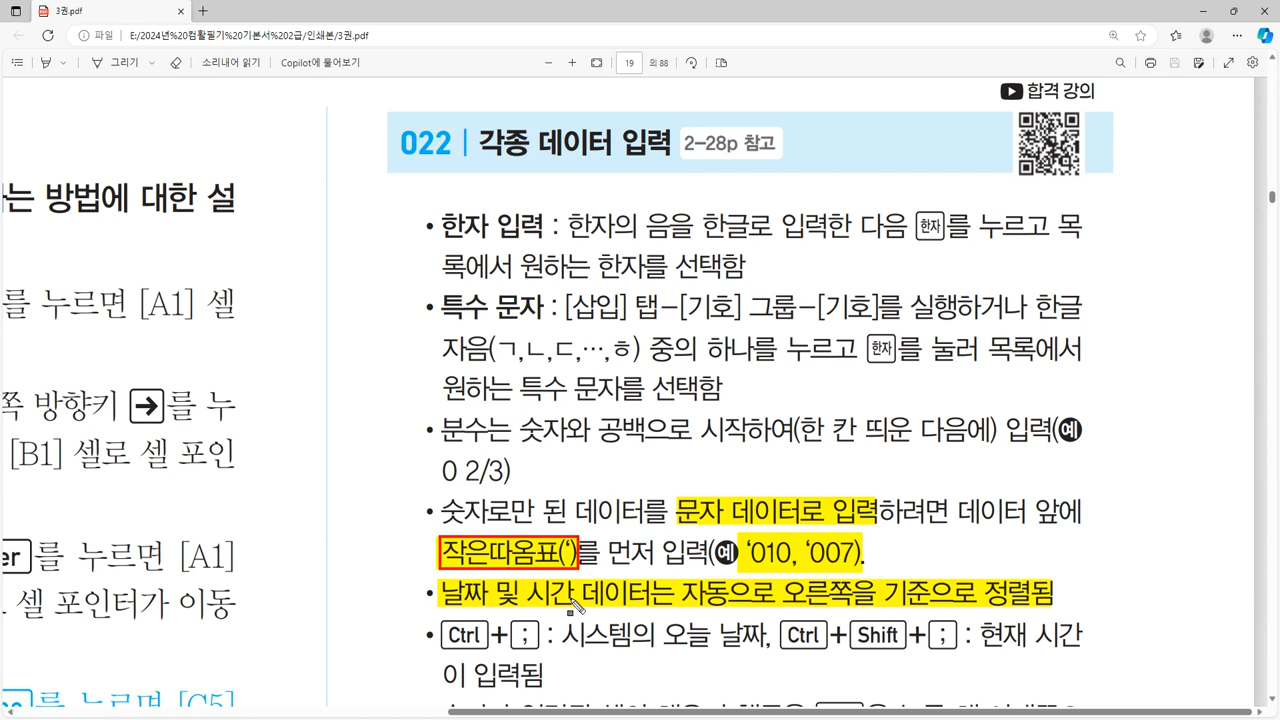 3권.pdf
파일
E:/2024년%20컴활필기%20기본서%202급/인쇄본/3권.pdf
그리기
소리내어 읽기
Copilot에 물어보기
19
의 88
합격 강의
022 각종 데이터 입력 2-28p 참고
• 한자 입력 : 한자의 음을 한글로 입력한 다음 한자를 누르고 목
록에서 원하는 한자를 선택함
• 특수 문자 : [삽입] 탭-[기호] 그룹-[기호]를 실행하거나 한글
자음(ㄱ,ㄴ,ㄷ,…,ㅎ) 중의 하나를 누르고 한자를 눌러 목록에서
원하는 특수 문자를 선택함
• 분수는 숫자와 공백으로 시작하여(한 칸 띄운 다음에) 입력(예
0 2/3)
• 숫자로만 된 데이터를 문자 데이터로 입력하려면 데이터 앞에
작은따옴표(‘)를 먼저 입력(예 ‘010, ‘007).
• 날짜 및 시간 데이터는 자동으로 오른쪽을 기준으로 정렬됨
• Ctrl+; : 시스템의 오늘 날짜, Ctrl+Shift+; : 현재 시간
이 입력됨
는 방법에 대한 설
를 누르면 [A1] 셀
쪽 방향키 →를 누
[B1] 셀로 셀 포인
er를 누르면 [A1]
셀 포인터가 이동
를 누르면 [C5]